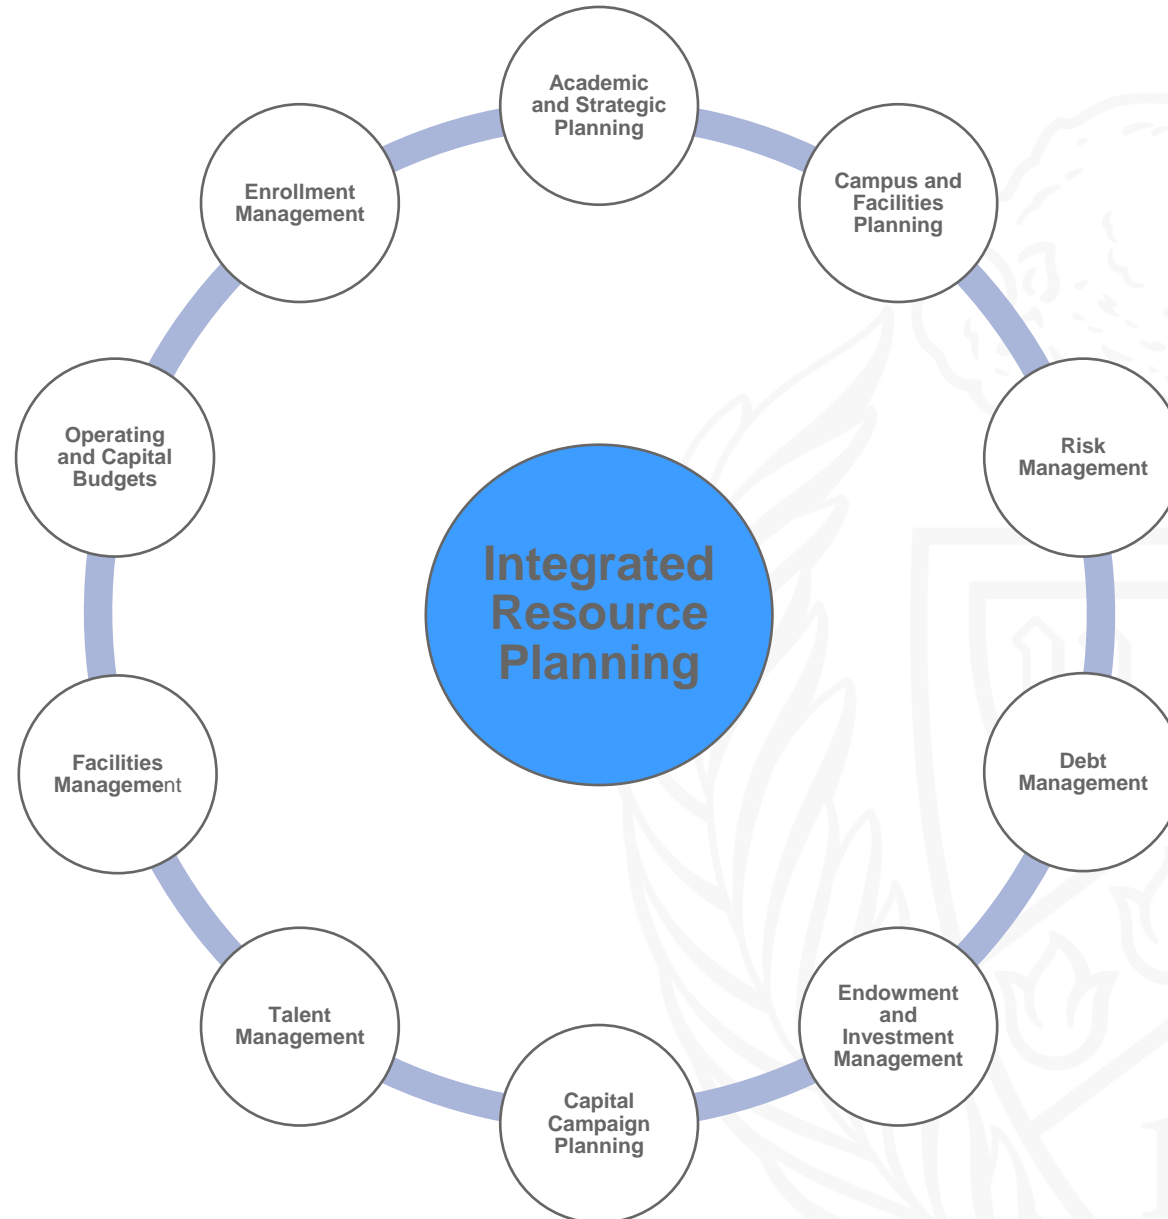 Academic
and Strategic
Planning
Campus and
Facilities
Planning
Risk
Management
Debt
Management
Endowment
and
Investment
Management
Capital
Campaign
Planning
Talent
Management
Facilities
Management
Operating
and Capital
Budgets
Enrollment
Management
Integrated
Resource
Planning